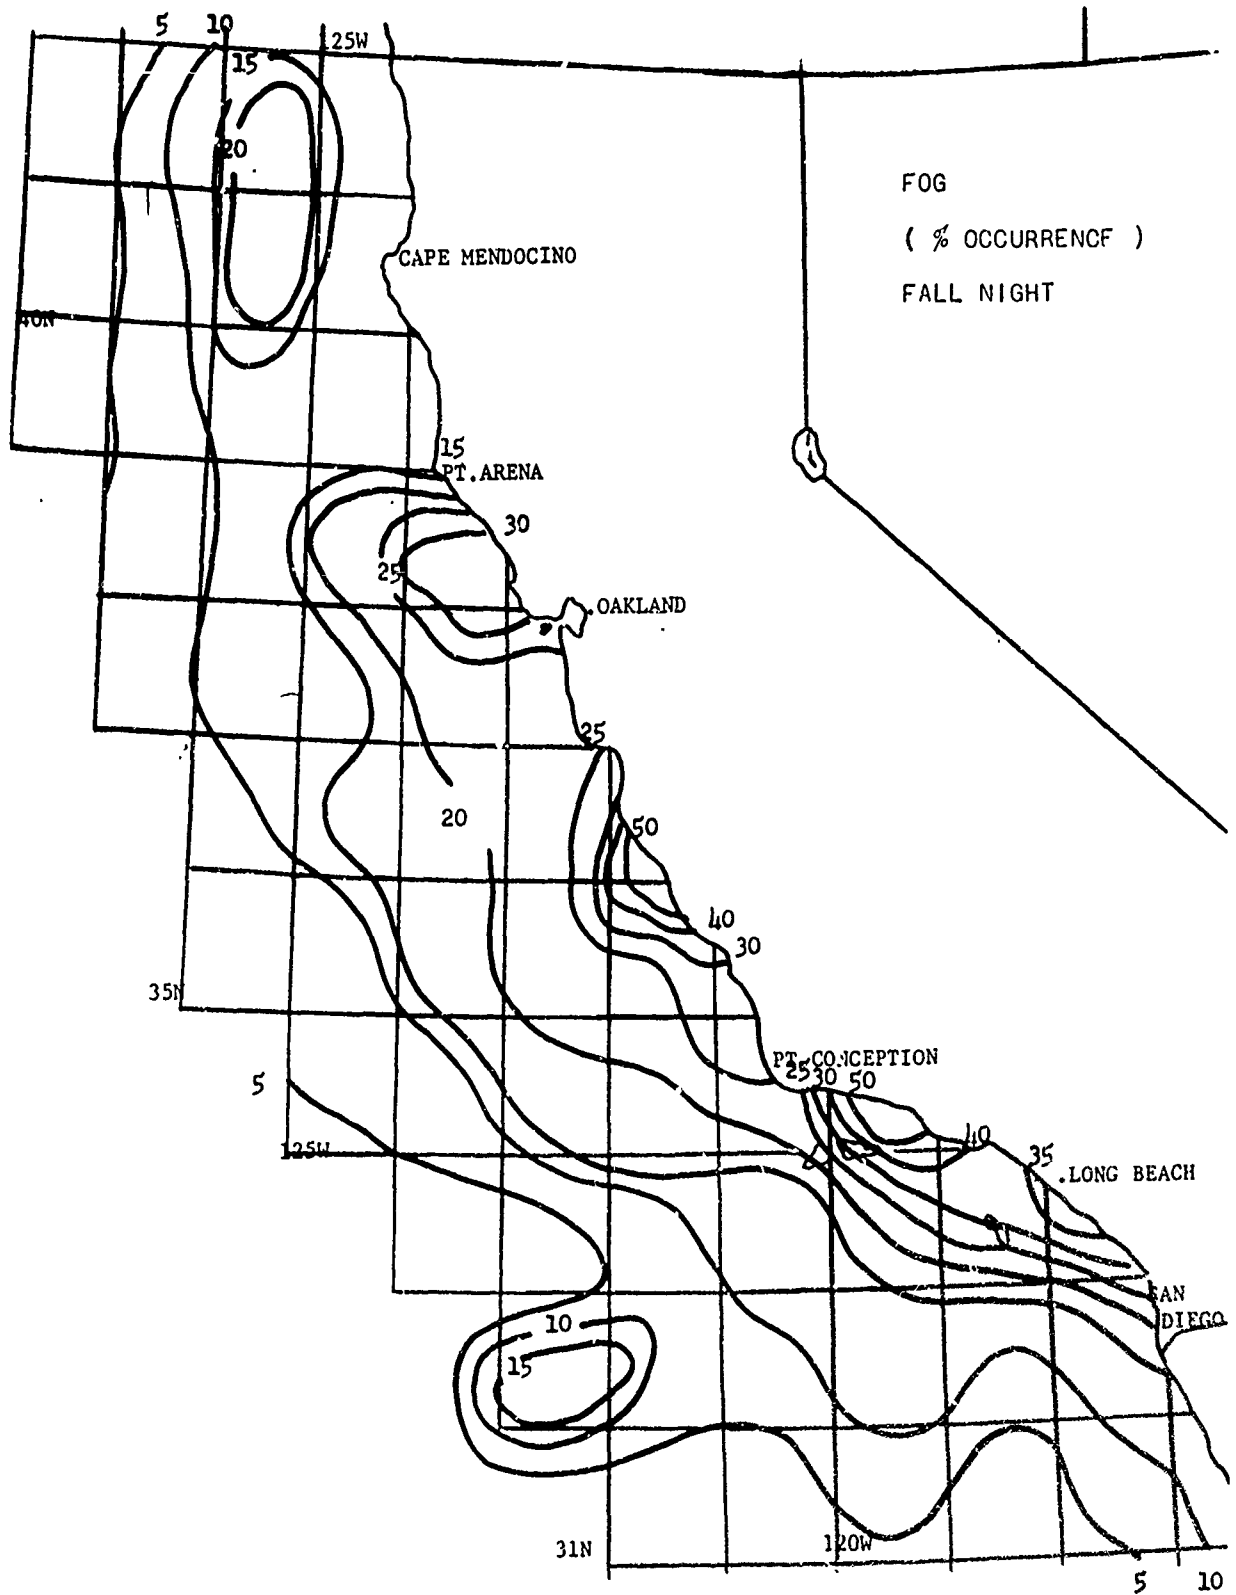 5 10
25W
15
20
FOG
( % OCCURRENCF )
FALL NIGHT
CAPE MENDOCINO
40N
15
PT.ARENA
30
25
.OAKLAND
25
20
50
40
30
35N
PT.CONCEPTION
25 30 50
5
125W
40
35
.LONG BEACH
SAN
DIEGO
10
15
31N
120W
5 10